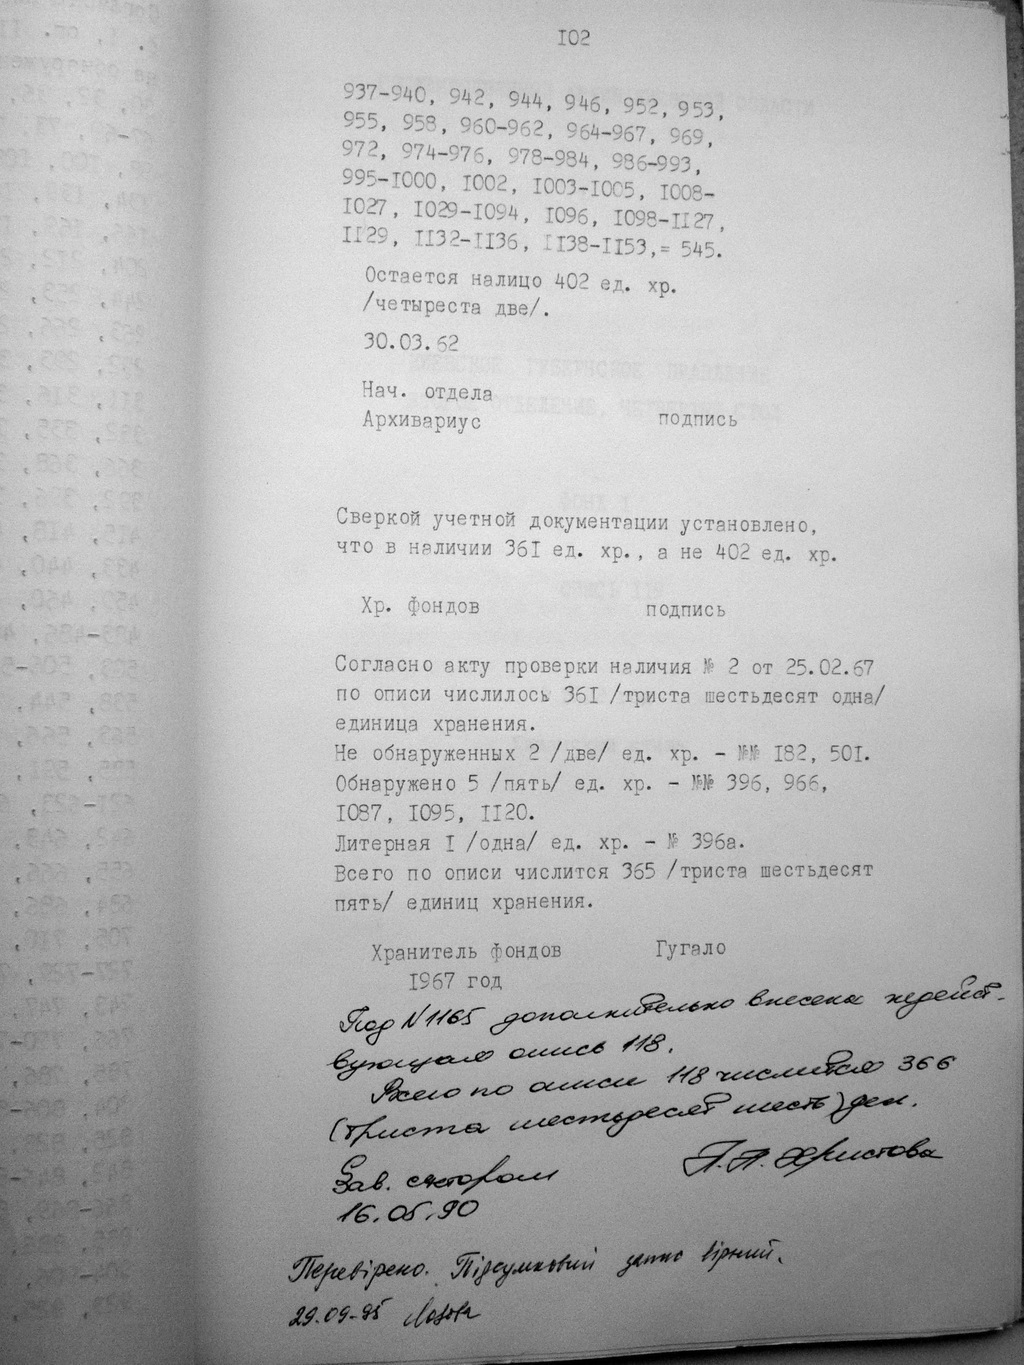 102
937-940, 942, 944, 946, 952, 953,
955, 958, 960-962, 964-967, 969,
972, 974-976, 978-984, 986-993,
995-I000, I002, I003-I005, I008-
I027, I029-I094, I096, I098-II27,
II29, II32-II36, II38-II53,= 545.
Остается налицо 402 ед. хр.
/четыреста две/.
30.03.62
Нач. отдела
Архивариус подпись
Сверкой учетной документации установлено,
что в наличии 36I ед. хр., а не 402 ед. хр.
Хр. фондов подпись
Согласно акту проверки наличия № 2 от 25.02.67
по описи числилось 36I /триста шестьдесят одна/
единица хранения.
Не обнаруженных 2 /две/ ед. хр. - №№ I82, 50I.
Обнаружено 5 /пять/ ед. хр. - №№ 396, 966,
I087, I095, II20.
Литерная I /одна/ ед. хр. - № 396а.
Всего по описи числится 365 /триста шестьдесят
пять/ единиц хранения.
Хранитель фондов Гугало
I967 год
Под N 1165 дополнительно внесена недейст-
вующая опись 118.
Всего по описи 118 числится 366
(триста шестьдесят шесть) дел.
Зав. сектором Л.П. Христова
16.05.90
Перевірено. Підсумковий запис вірний.
29.09-95